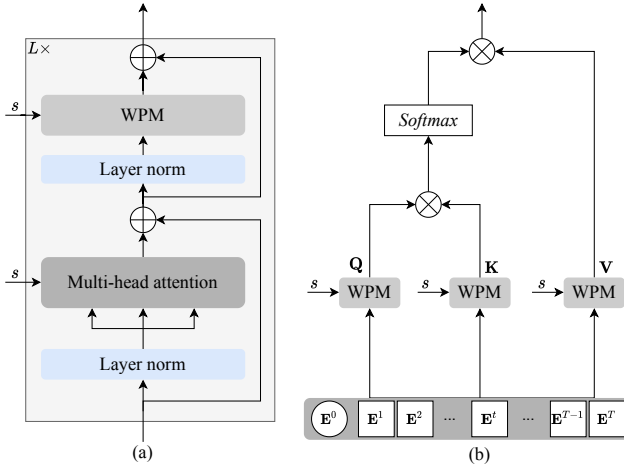 L×
s
WPM
Layer norm
s
Multi-head attention
Layer norm
(a)
Softmax
Q
K
V
s
WPM
s
WPM
s
WPM
E⁰ E¹ E² ... Eᵗ ... Eᵀ⁻¹ Eᵀ
(b)